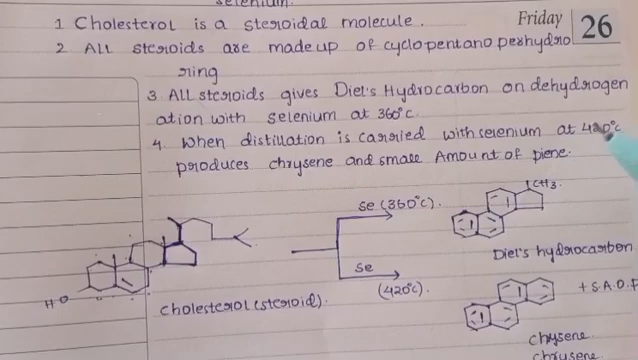 selenium.
Friday 26
1 Cholesterol is a steroidal molecule.
2 All steroids are made up of cyclopentano perhydro
ring
3. All steroids gives Diel's Hydrocarbon on dehydrogen
ation with selenium at 360°c.
4. when distillation is carried with selenium at 420°c
produces chrysene and small Amount of piene.
Se (360°c).
CH3.
Diel's hydrocarbon
HO
Se
(420°c).
cholesterol (steroid).
+ S.A.O.P
chysene.
chrysene